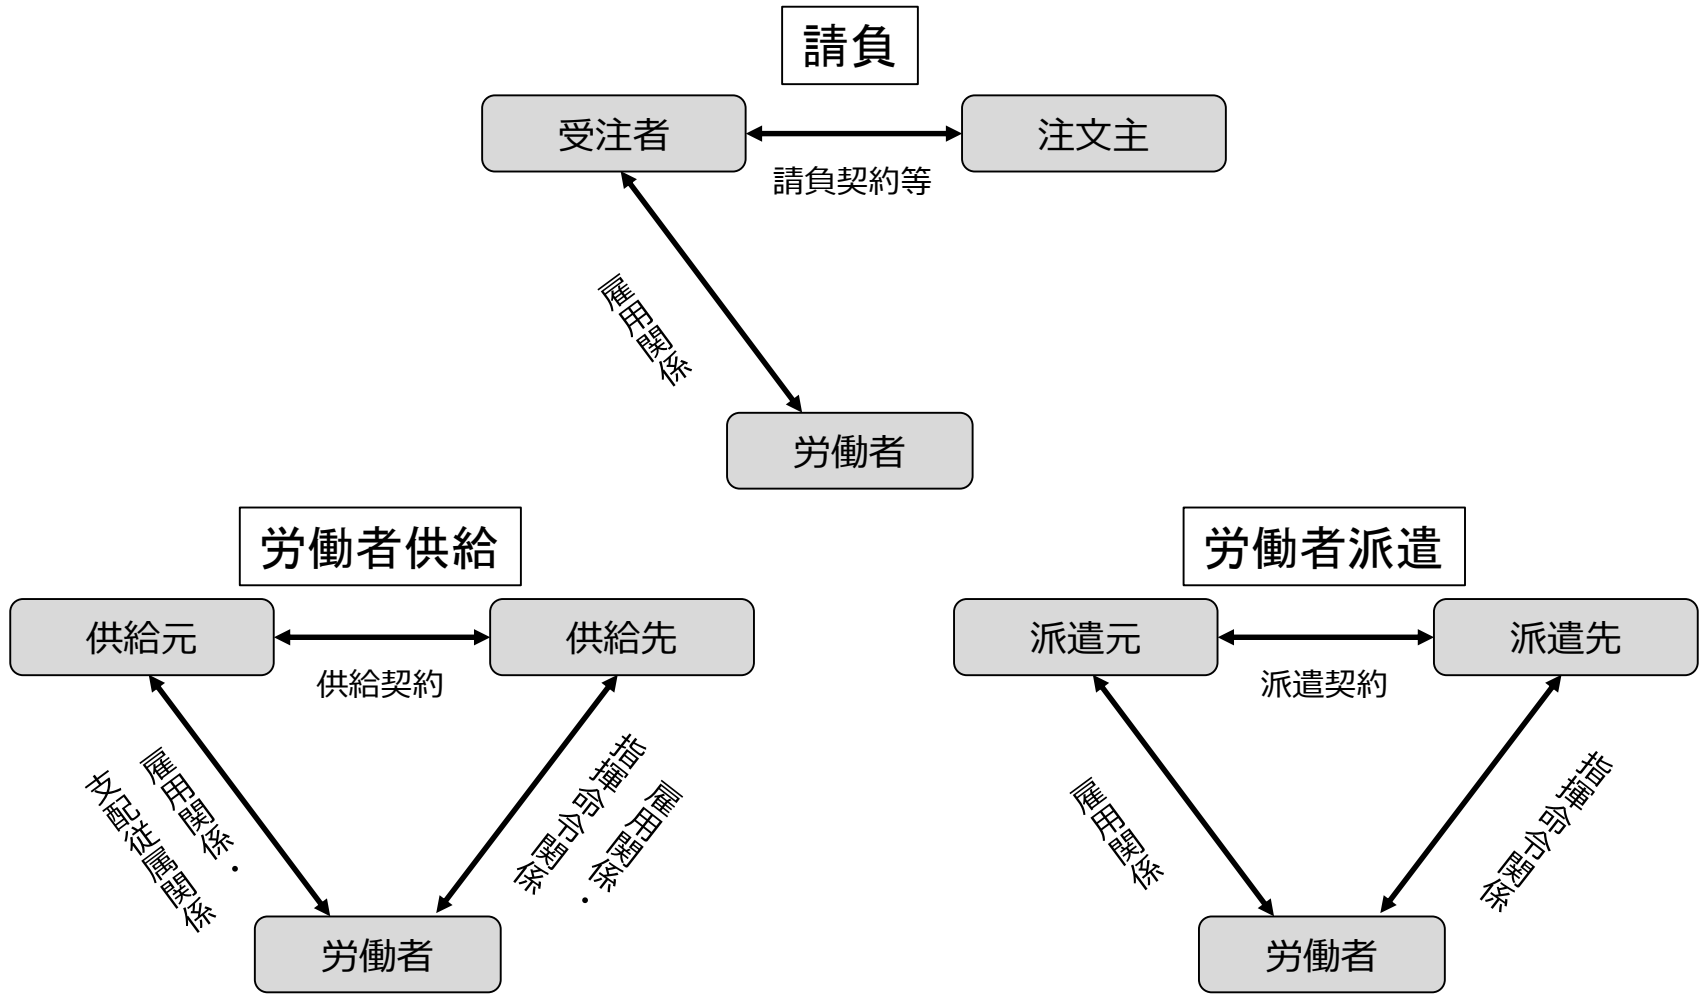 請負
受注者
注文主
請負契約等
雇用関係
労働者
労働者供給
供給元
供給先
供給契約
雇用関係・
支配従属関係
雇用関係・
指揮命令関係
労働者
労働者派遣
派遣元
派遣先
派遣契約
雇用関係
指揮命令関係
労働者